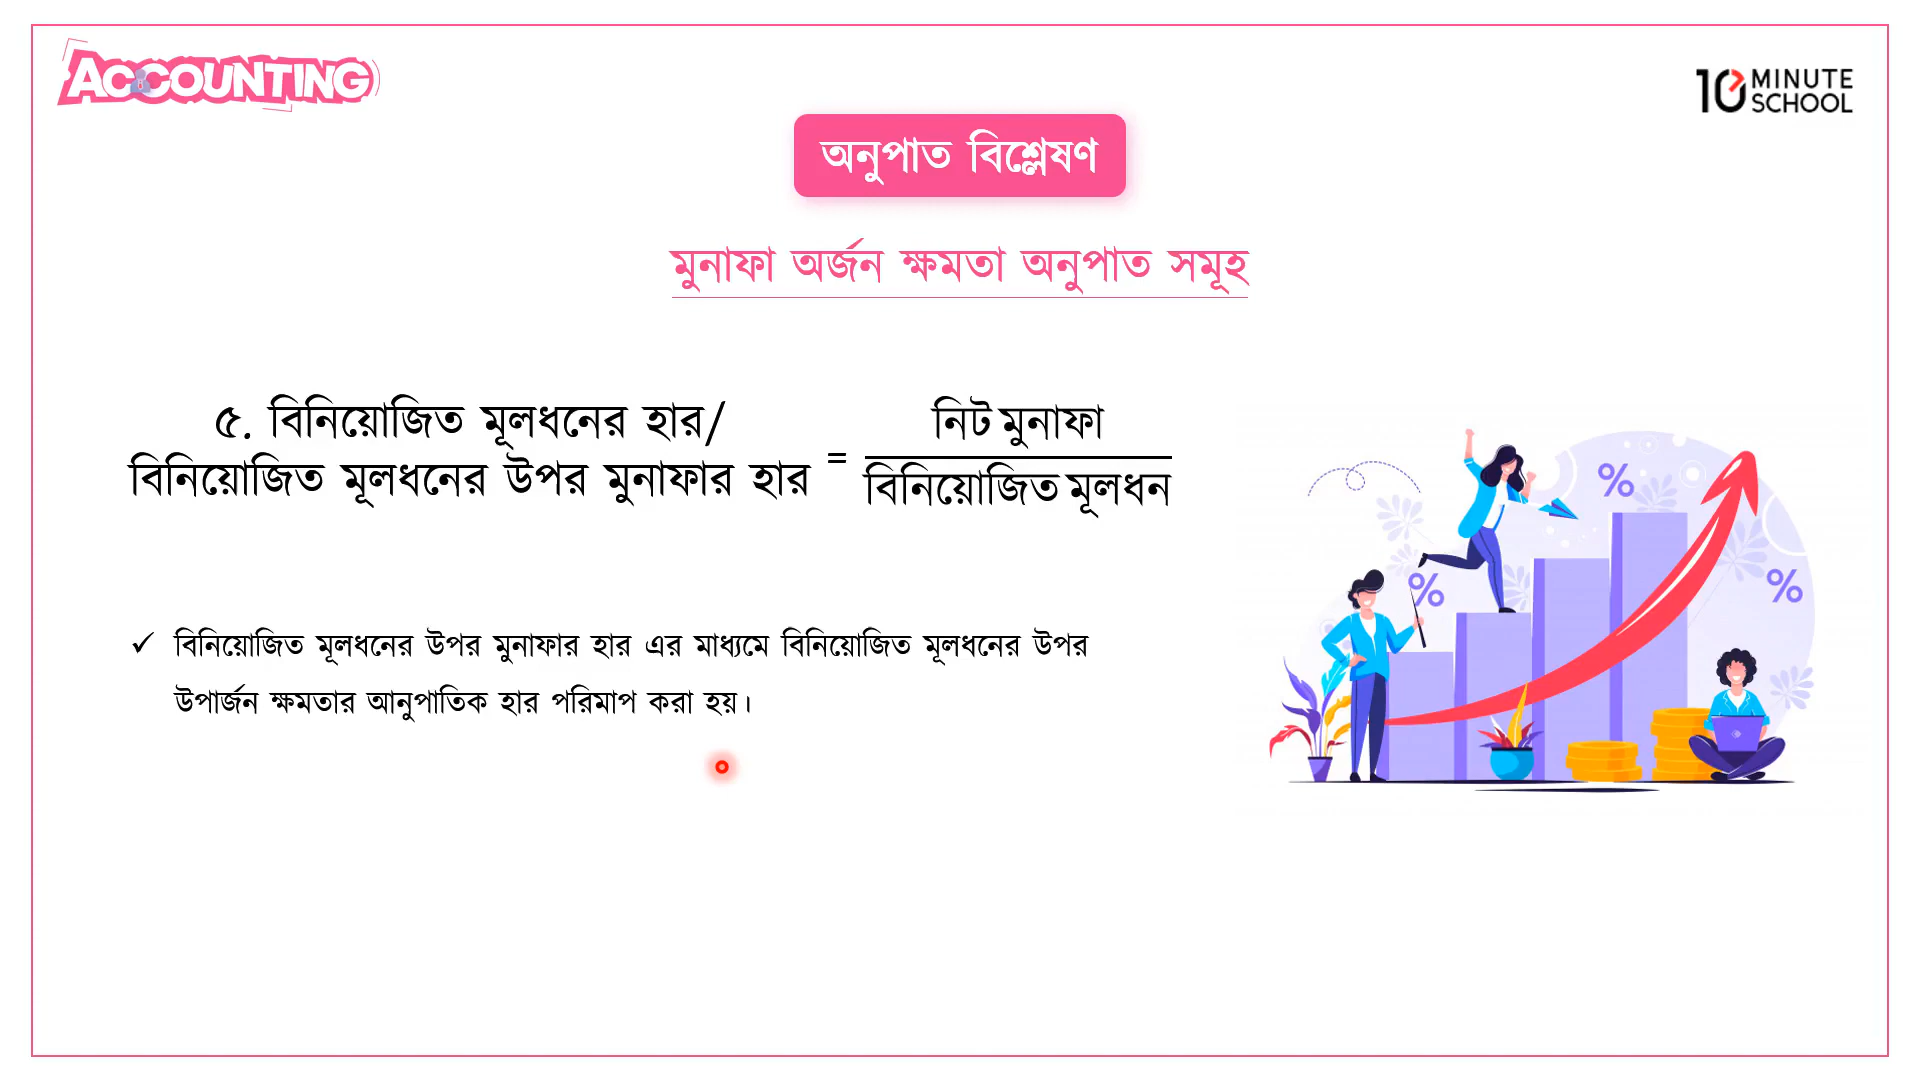 ACCOUNTING
10 MINUTE SCHOOL
অনুপাত বিশ্লেষণ
মুনাফা অর্জন ক্ষমতা অনুপাত সমূহ
৫. বিনিয়োজিত মূলধনের হার/
বিনিয়োজিত মূলধনের উপর মুনাফার হার = নিট মুনাফা
বিনিয়োজিত মূলধন
✓ বিনিয়োজিত মূলধনের উপর মুনাফার হার এর মাধ্যমে বিনিয়োজিত মূলধনের উপর
উপার্জন ক্ষমতার আনুপাতিক হার পরিমাপ করা হয়।
%
%
%